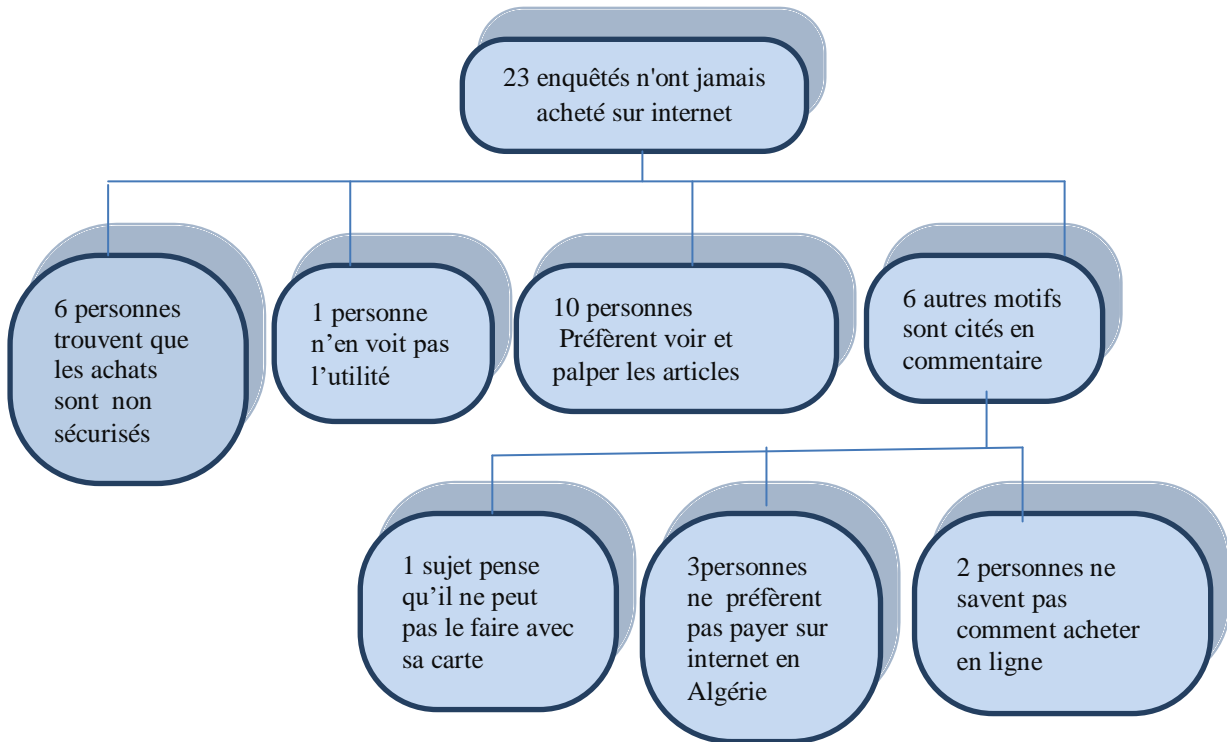 23 enquêtés n'ont jamais
acheté sur internet
6 personnes
trouvent que
les achats
sont non
sécurisés
1 personne
n’en voit pas
l’utilité
10 personnes
Préfèrent voir et
palper les articles
6 autres motifs
sont cités en
commentaire
1 sujet pense
qu’il ne peut
pas le faire avec
sa carte
3personnes
ne préfèrent
pas payer sur
internet en
Algérie
2 personnes ne
savent pas
comment acheter
en ligne